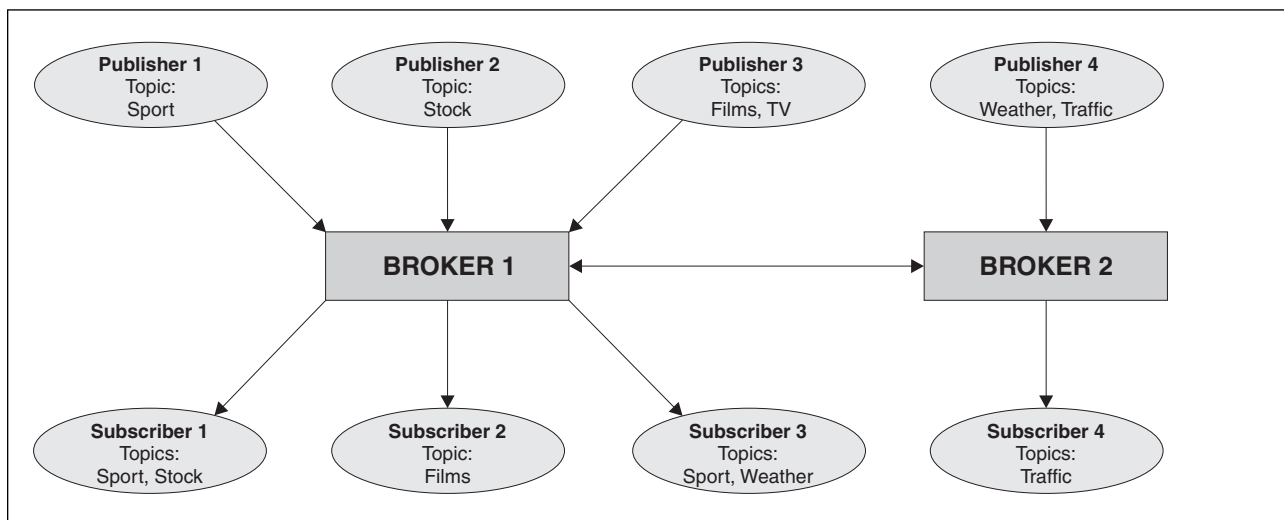 Publisher 1
Topic:
Sport
Publisher 2
Topic:
Stock
Publisher 3
Topics:
Films, TV
Publisher 4
Topics:
Weather, Traffic
BROKER 1
BROKER 2
Subscriber 1
Topics:
Sport, Stock
Subscriber 2
Topic:
Films
Subscriber 3
Topics:
Sport, Weather
Subscriber 4
Topics:
Traffic